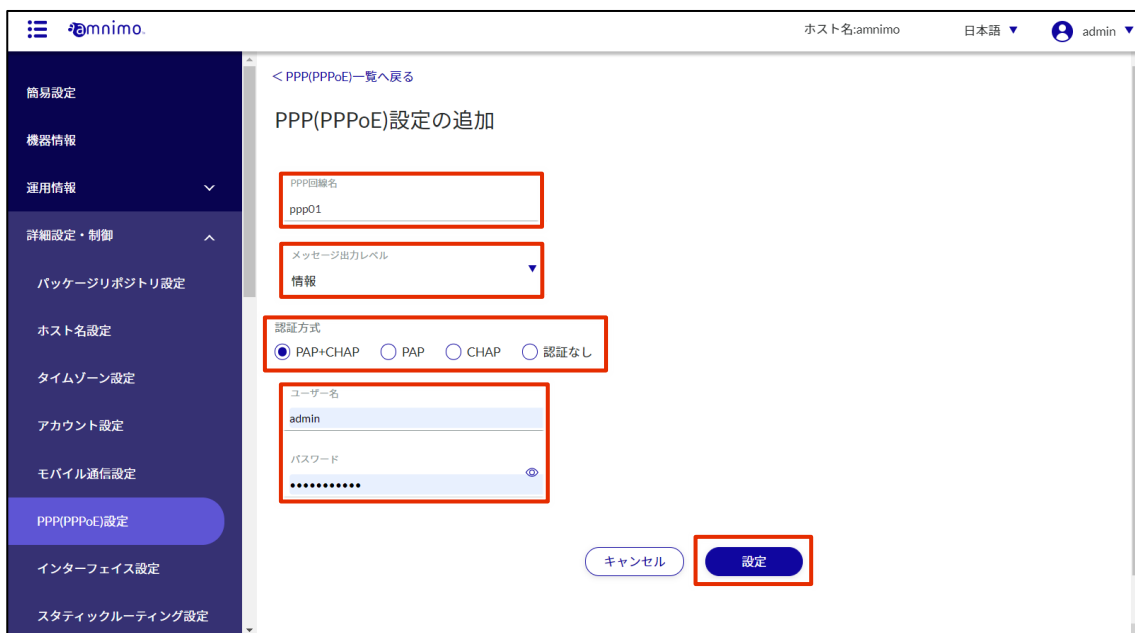 amnimo.
ホスト名:amnimo
日本語 ▼
admin ▼
簡易設定
機器情報
運用情報
詳細設定・制御
パッケージリポジトリ設定
ホスト名設定
タイムゾーン設定
アカウント設定
モバイル通信設定
PPP(PPPoE)設定
インターフェイス設定
スタティックルーティング設定
< PPP(PPPoE)一覧へ戻る
PPP(PPPoE)設定の追加
PPP回線名
ppp01
メッセージ出力レベル
情報 ▼
認証方式
PAP+CHAP PAP CHAP 認証なし
ユーザー名
admin
パスワード
•••••••••••
キャンセル 設定